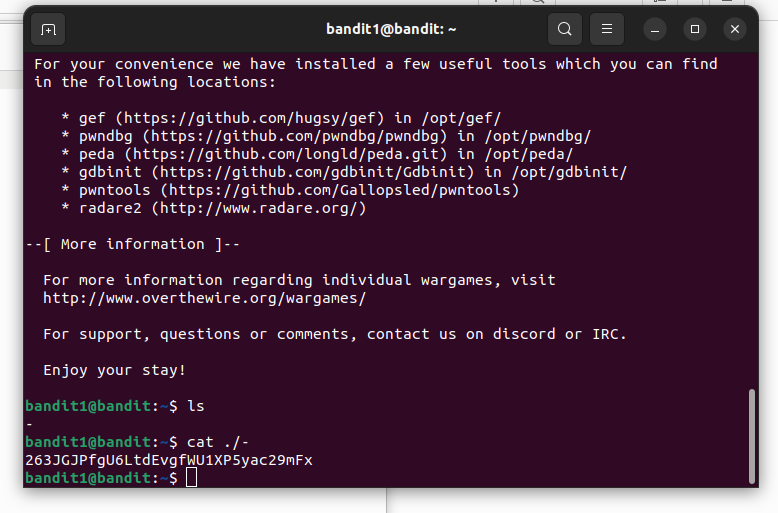 bandit1@bandit: ~
For your convenience we have installed a few useful tools which you can find
in the following locations:
* gef (https://github.com/hugsy/gef) in /opt/gef/
* pwndbg (https://github.com/pwndbg/pwndbg) in /opt/pwndbg/
* peda (https://github.com/longld/peda.git) in /opt/peda/
* gdbinit (https://github.com/gdbinit/Gdbinit) in /opt/gdbinit/
* pwntools (https://github.com/Gallopsled/pwntools)
* radare2 (http://www.radare.org/)
--[ More information ]--
For more information regarding individual wargames, visit
http://www.overthewire.org/wargames/
For support, questions or comments, contact us on discord or IRC.
Enjoy your stay!
bandit1@bandit:~$ ls
-
bandit1@bandit:~$ cat ./-
263JGJPfgU6LtdEvgfWU1XP5yac29mFx
bandit1@bandit:~$